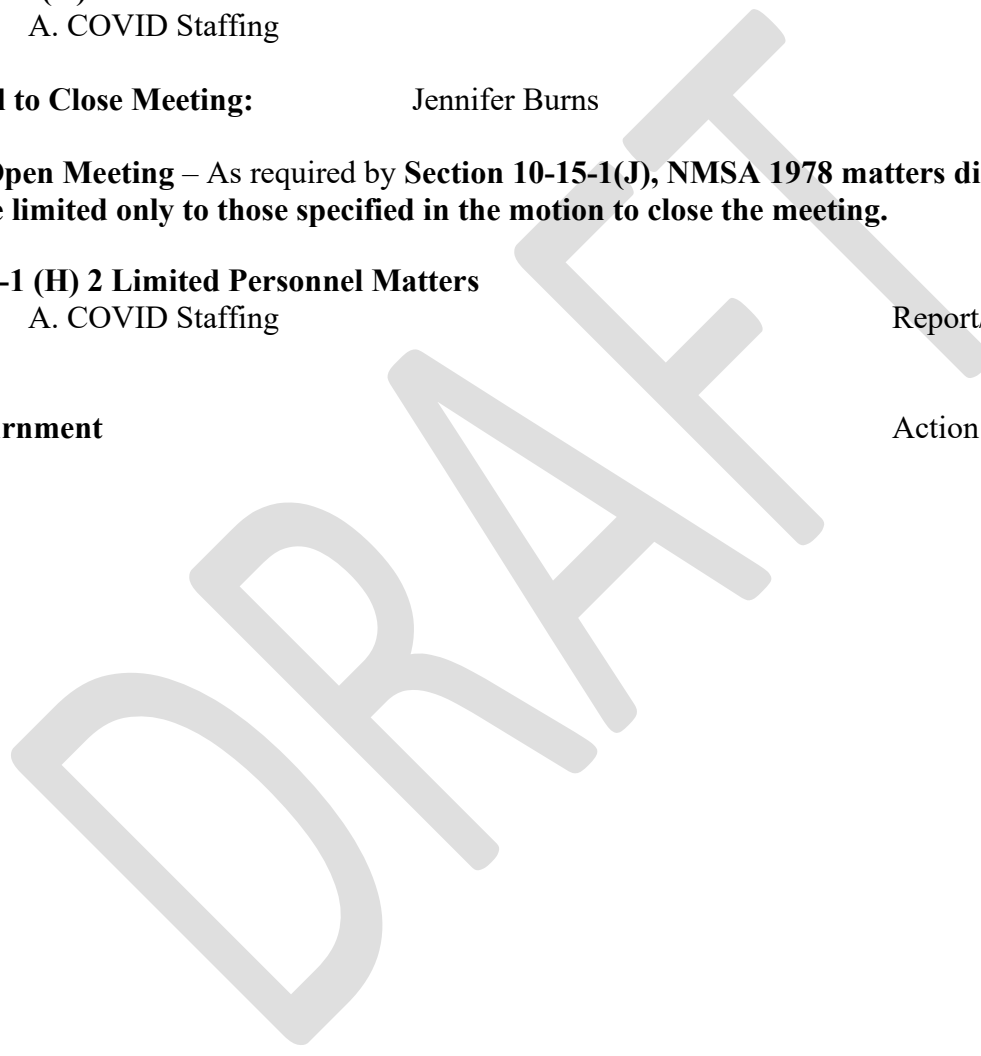 A. COVID Staffing
l to Close Meeting: Jennifer Burns
Open Meeting – As required by Section 10-15-1(J), NMSA 1978 matters di
e limited only to those specified in the motion to close the meeting.
-1 (H) 2 Limited Personnel Matters
A. COVID Staffing Report/
rnment Action
DRAFT